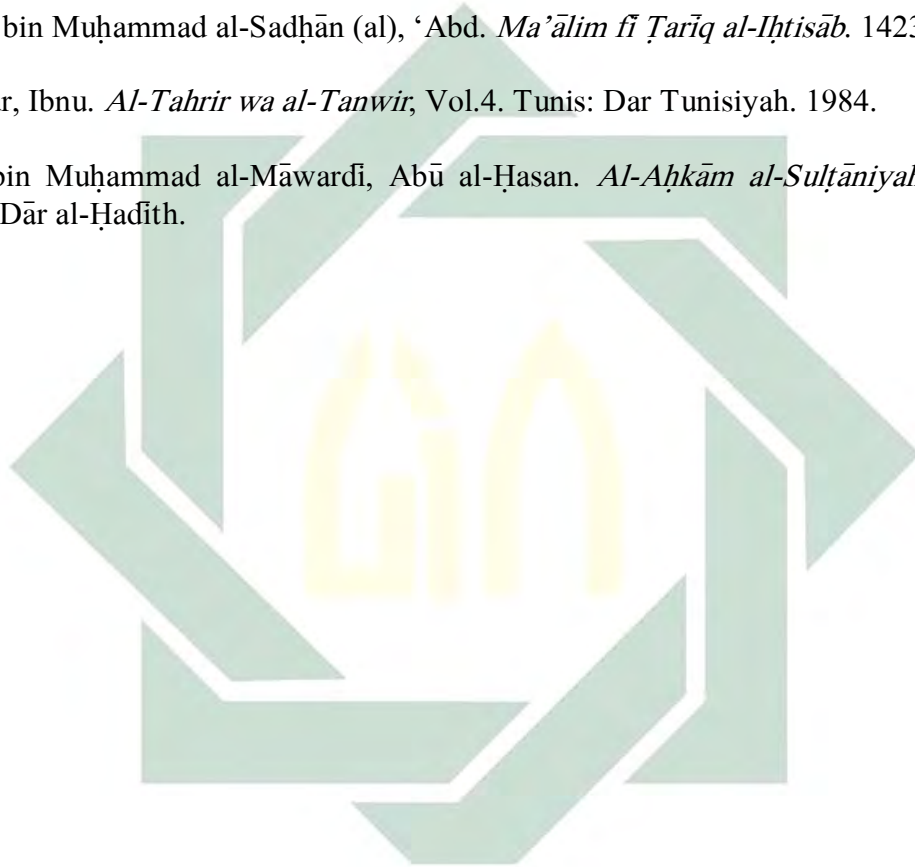 bin Muḥammad al-Sadḥān (al), ‘Abd. Ma’ālim fī Ṭarīq al-Iḥtisāb. 1423
r, Ibnu. Al-Tahrir wa al-Tanwir, Vol.4. Tunis: Dar Tunisiyah. 1984.
bin Muḥammad al-Māwardī, Abū al-Ḥasan. Al-Aḥkām al-Sulṭāniyah
Dār al-Ḥadīth.